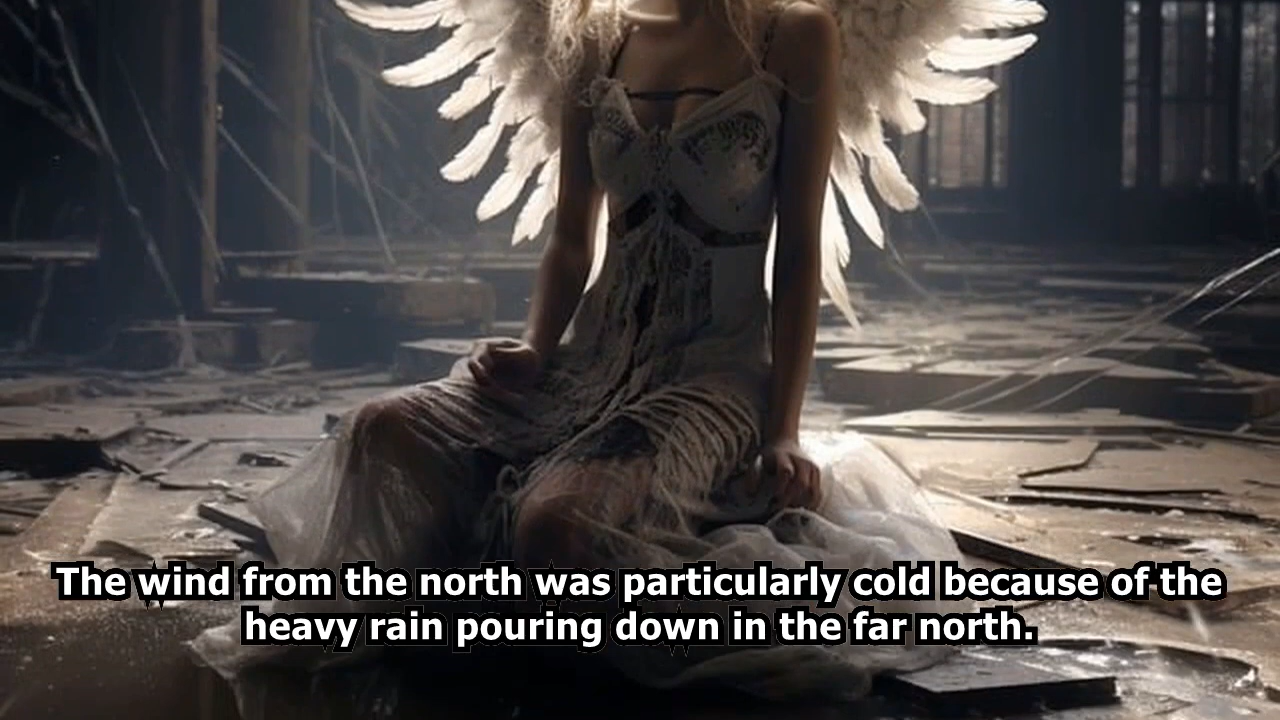 The wind from the north was particularly cold because of the
heavy rain pouring down in the far north.